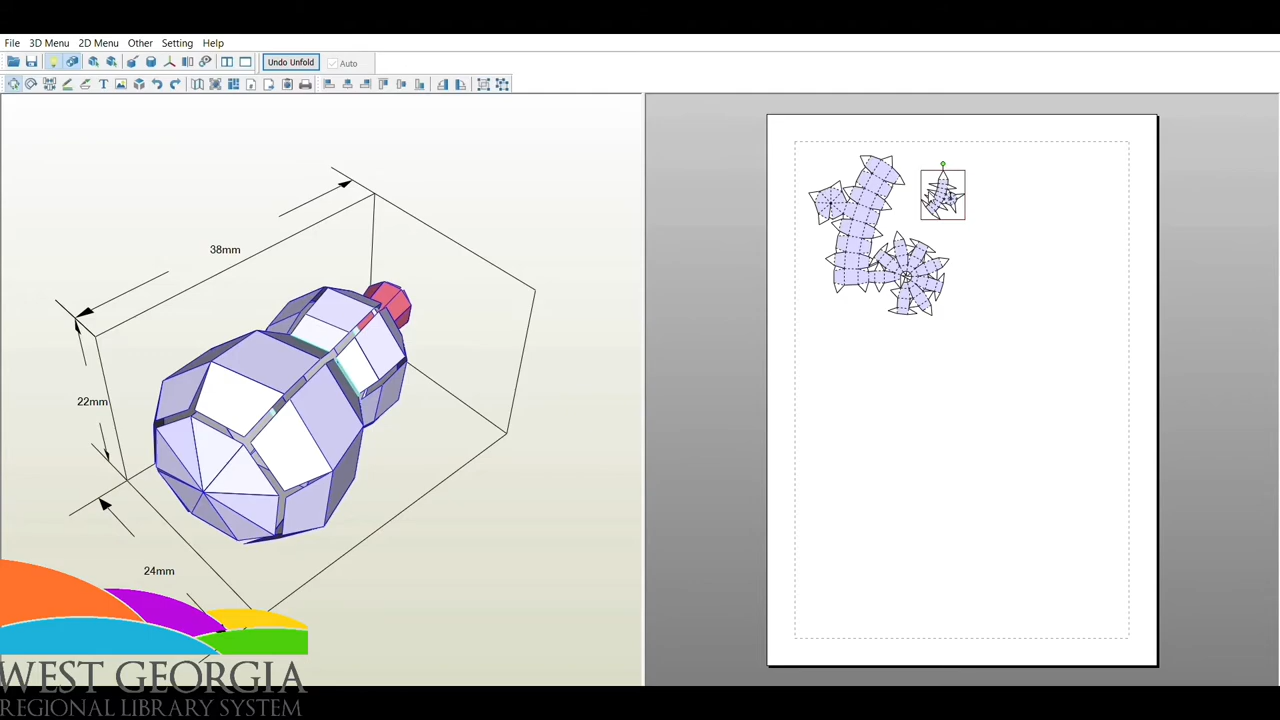 File 3D Menu 2D Menu Other Setting Help
Undo Unfold Auto
38mm
22mm
24mm
WEST GEORGIA
REGIONAL LIBRARY SYSTEM